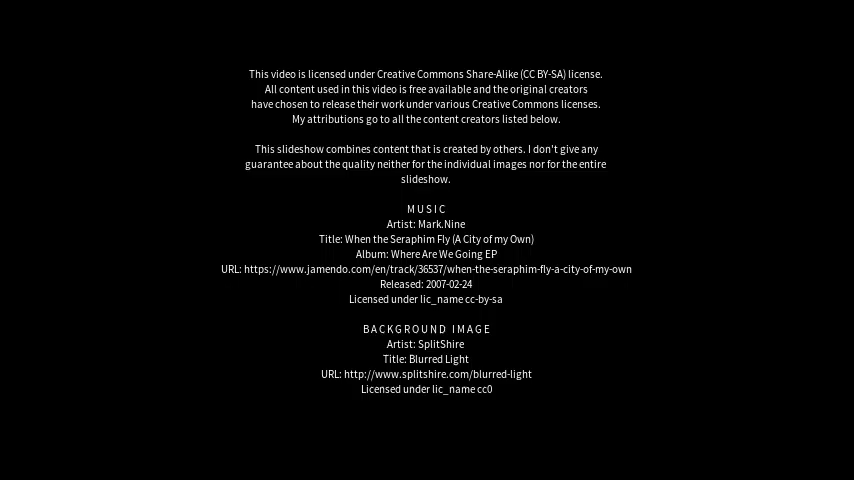 This video is licensed under Creative Commons Share-Alike (CC BY-SA) license.
All content used in this video is free available and the original creators
have chosen to release their work under various Creative Commons licenses.
My attributions go to all the content creators listed below.
This slideshow combines content that is created by others. I don't give any
guarantee about the quality neither for the individual images nor for the entire
slideshow.
MUSIC
Artist: Mark.Nine
Title: When the Seraphim Fly (A City of my Own)
Album: Where Are We Going EP
URL: https://www.jamendo.com/en/track/36537/when-the-seraphim-fly-a-city-of-my-own
Released: 2007-02-24
Licensed under lic_name cc-by-sa
BACKGROUND IMAGE
Artist: SplitShire
Title: Blurred Light
URL: http://www.splitshire.com/blurred-light
Licensed under lic_name cc0